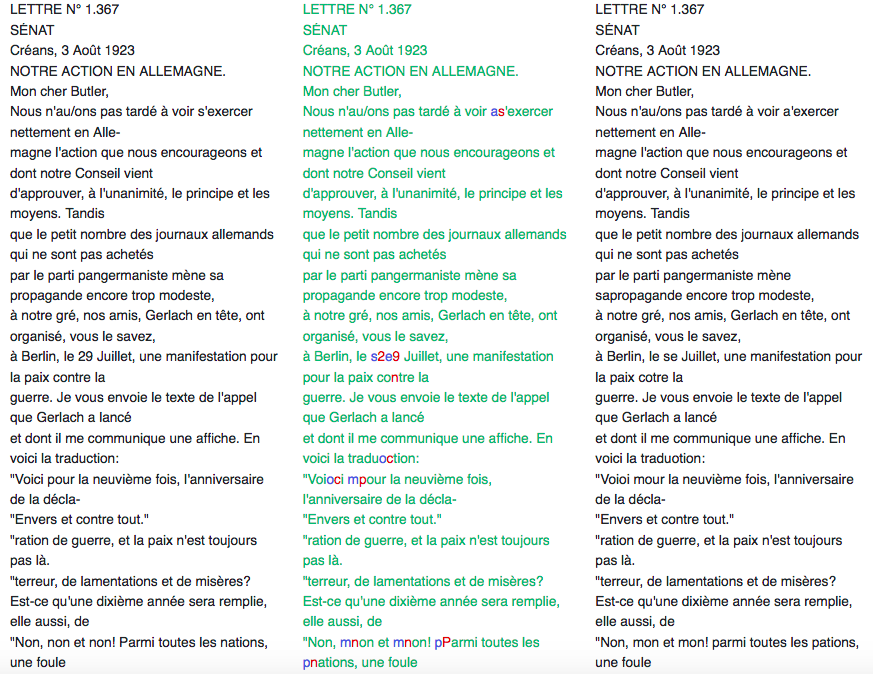 LETTRE N° 1.367
SÉNAT
Créans, 3 Août 1923
NOTRE ACTION EN ALLEMAGNE.
Mon cher Butler,
Nous n'au/ons pas tardé à voir s'exercer
nettement en Alle-
magne l'action que nous encourageons et
dont notre Conseil vient
d'approuver, à l'unanimité, le principe et les
moyens. Tandis
que le petit nombre des journaux allemands
qui ne sont pas achetés
par le parti pangermaniste mène sa
propagande encore trop modeste,
à notre gré, nos amis, Gerlach en tête, ont
organisé, vous le savez,
à Berlin, le 29 Juillet, une manifestation pour
la paix contre la
guerre. Je vous envoie le texte de l'appel
que Gerlach a lancé
et dont il me communique une affiche. En
voici la traduction:
"Voici pour la neuvième fois, l'anniversaire
de la décla-
"Envers et contre tout."
"ration de guerre, et la paix n'est toujours
pas là.
"terreur, de lamentations et de misères?
Est-ce qu'une dixième année sera remplie,
elle aussi, de
"Non, non et non! Parmi toutes les nations,
une foule
LETTRE N° 1.367
SÉNAT
Créans, 3 Août 1923
NOTRE ACTION EN ALLEMAGNE.
Mon cher Butler,
Nous n'au/ons pas tardé à voir as'exercer
nettement en Alle-
magne l'action que nous encourageons et
dont notre Conseil vient
d'approuver, à l'unanimité, le principe et les
moyens. Tandis
que le petit nombre des journaux allemands
qui ne sont pas achetés
par le parti pangermaniste mène sa
propagande encore trop modeste,
à notre gré, nos amis, Gerlach en tête, ont
organisé, vous le savez,
à Berlin, le s2e9 Juillet, une manifestation
pour la paix contre la
guerre. Je vous envoie le texte de l'appel
que Gerlach a lancé
et dont il me communique une affiche. En
voici la traduoction:
"Voioci mpour la neuvième fois,
l'anniversaire de la décla-
"Envers et contre tout."
"ration de guerre, et la paix n'est toujours
pas là.
"terreur, de lamentations et de misères?
Est-ce qu'une dixième année sera remplie,
elle aussi, de
"Non, mnon et mnon! pParmi toutes les
pnations, une foule
LETTRE N° 1.367
SÉNAT
Créans, 3 Août 1923
NOTRE ACTION EN ALLEMAGNE.
Mon cher Butler,
Nous n'au/ons pas tardé à voir a'exercer
nettement en Alle-
magne l'action que nous encourageons et
dont notre Conseil vient
d'approuver, à l'unanimité, le principe et les
moyens. Tandis
que le petit nombre des journaux allemands
qui ne sont pas achetés
par le parti pangermaniste mène
sapropagande encore trop modeste,
à notre gré, nos amis, Gerlach en tête, ont
organisé, vous le savez,
à Berlin, le se Juillet, une manifestation pour
la paix cotre la
guerre. Je vous envoie le texte de l'appel
que Gerlach a lancé
et dont il me communique une affiche. En
voici la traduotion:
"Voioi mour la neuvième fois, l'anniversaire
de la décla-
"Envers et contre tout."
"ration de guerre, et la paix n'est toujours
pas là.
"terreur, de lamentations et de misères?
Est-ce qu'une dixième année sera remplie,
elle aussi, de
"Non, mon et mon! parmi toutes les pations,
une foule